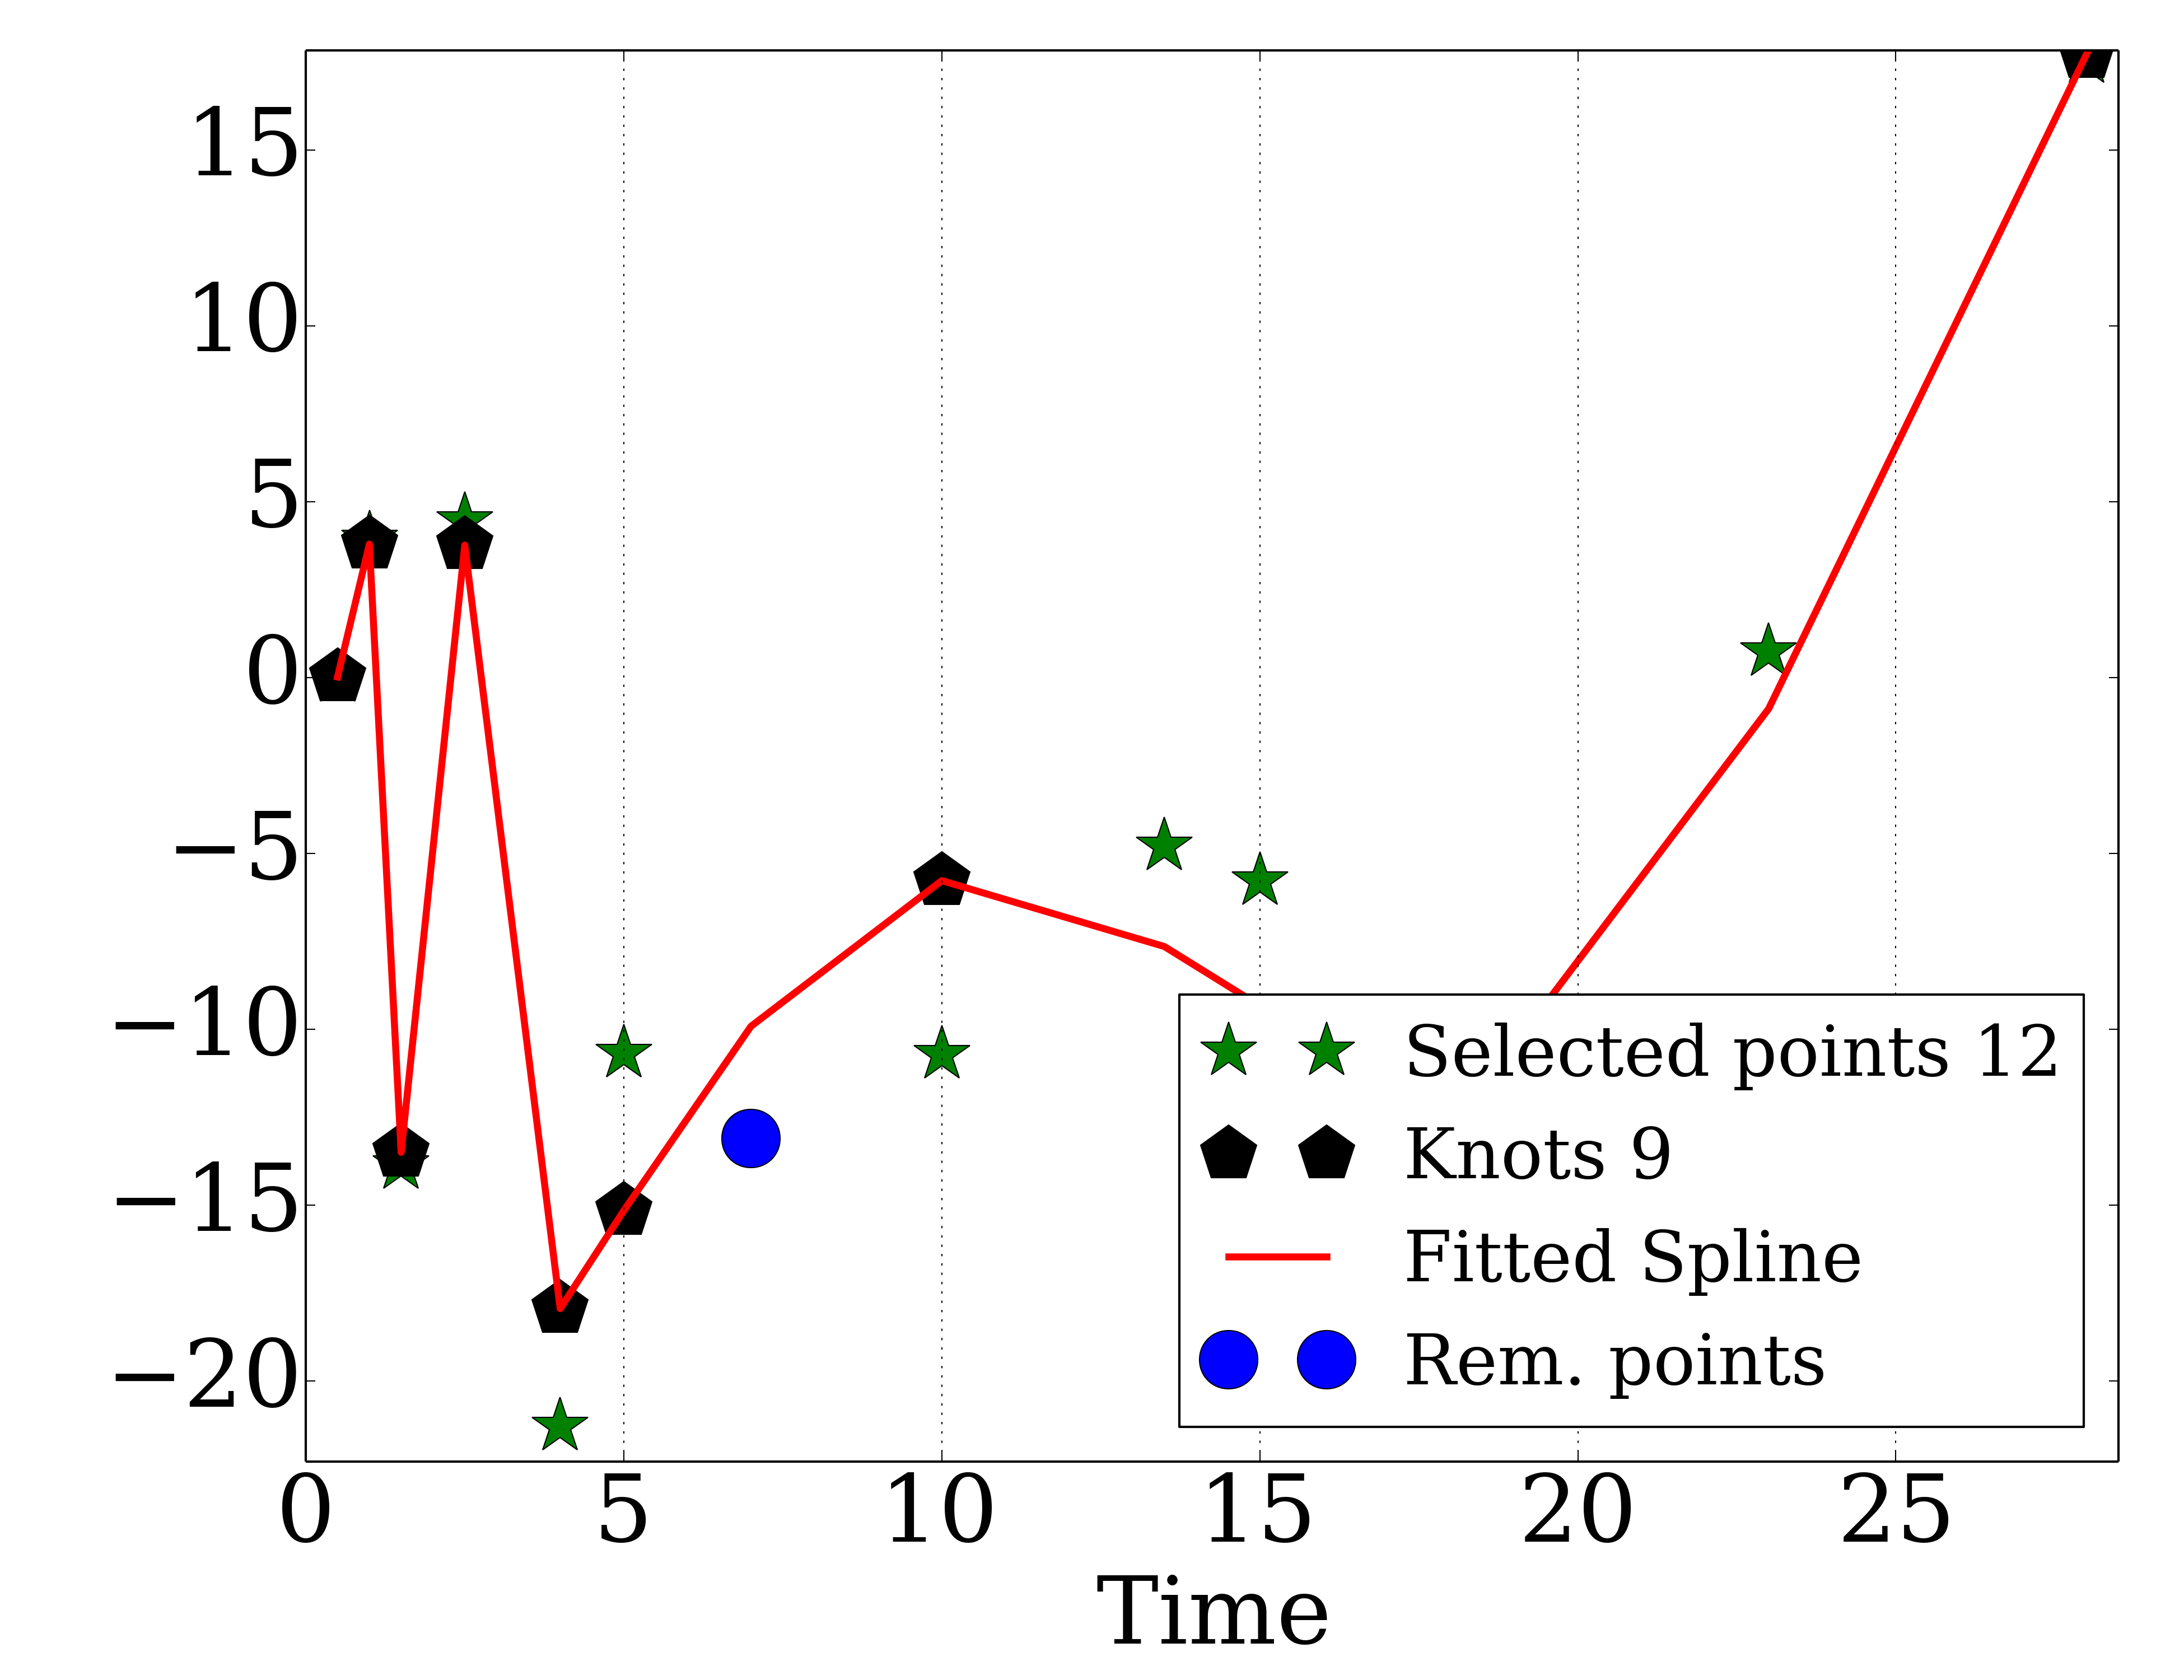 15
10
5
0
−5
−10
−15
−20
Selected points 12
Knots 9
Fitted Spline
Rem. points
0 5 10 15 20 25
Time